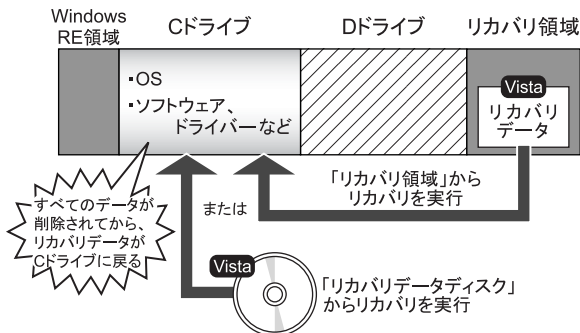 Windows
RE領域
Cドライブ
Dドライブ
リカバリ領域
・OS
・ソフトウェア、
ドライバーなど
Vista
リカバリ
データ
「リカバリ領域」から
リカバリを実行
または
すべてのデータが
削除されてから、
リカバリデータが
Cドライブに戻る
Vista
「リカバリデータディスク」
からリカバリを実行